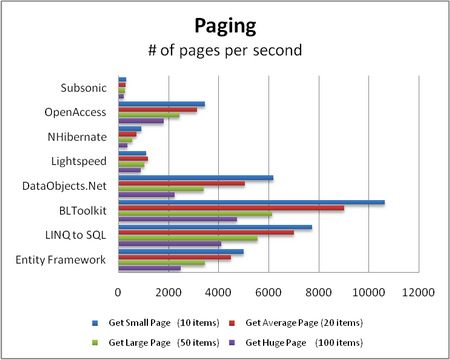 Paging
# of pages per second
Subsonic
OpenAccess
NHibernate
Lightspeed
DataObjects.Net
BLToolkit
LINQ to SQL
Entity Framework
0 2000 4000 6000 8000 10000 12000
Get Small Page (10 items) Get Average Page (20 items)
Get Large Page (50 items) Get Huge Page (100 items)